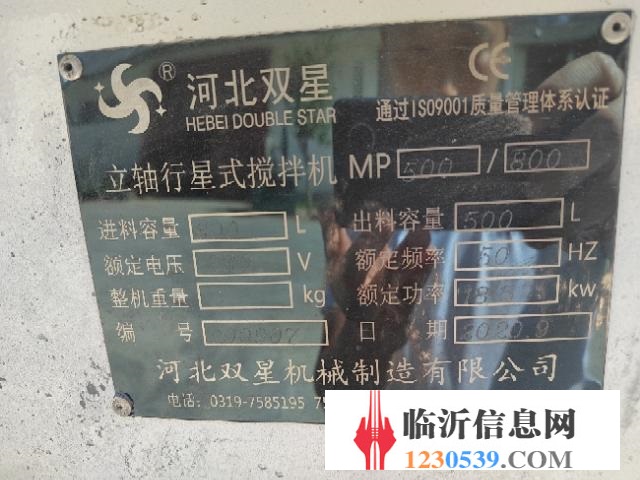 ® 河北双星 CE
HEBEI DOUBLE STAR 通过ISO9001质量管理体系认证
立轴行星式搅拌机 MP 500 / 800
进料容量 L 出料容量 500 L
额定电压 V 额定频率 50 HZ
整机重量 kg 额定功率 kw
编号 日期 2020.9
河北双星机械制造有限公司
电话: 0319-7585195
临沂信息网
1230539.com